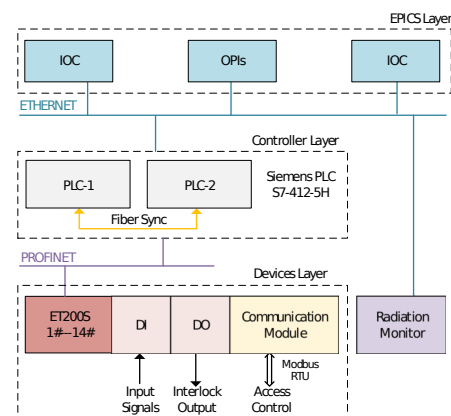 EPICS Layer
IOC
OPIs
IOC
ETHERNET
Controller Layer
PLC-1
PLC-2
Siemens PLC
S7-412-5H
Fiber Sync
PROFINET
Devices Layer
ET200S
1#--14#
DI
DO
Communication
Module
Radiation
Monitor
Modbus
RTU
Input
Signals
Interlock
Output
Access
Control